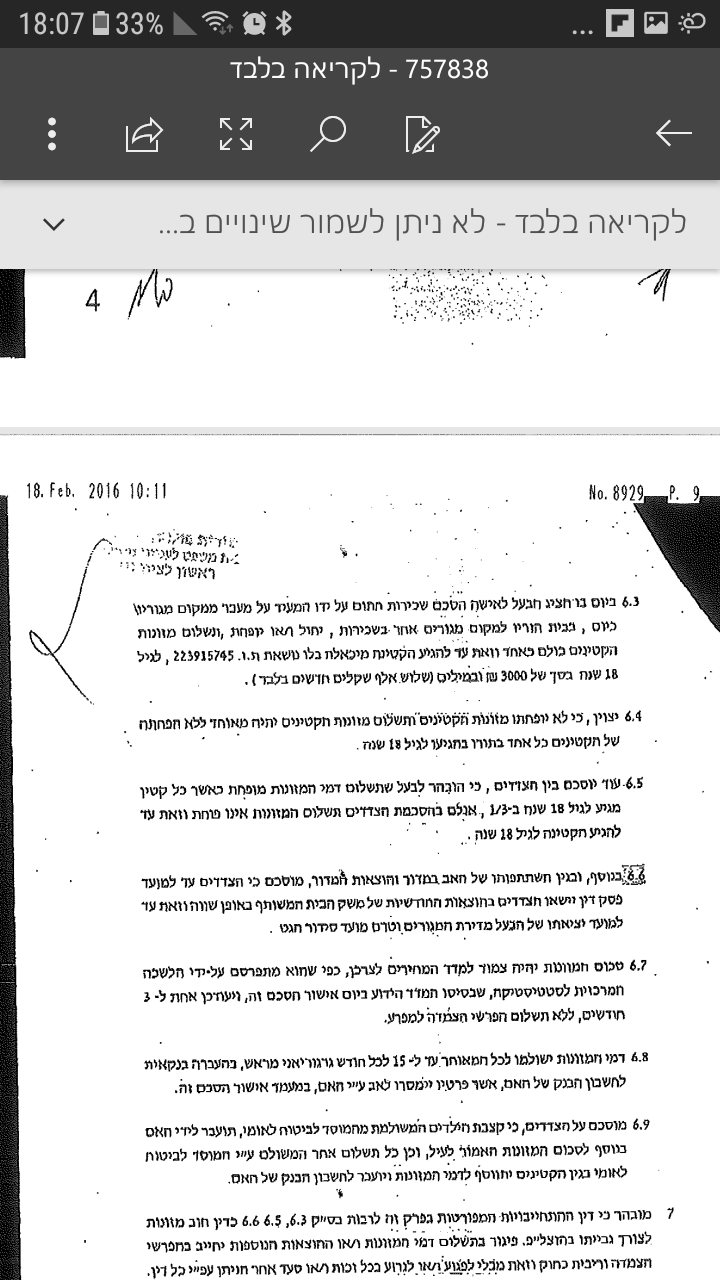 18:07 33% ...
757838 - לקריאה בלבד
לקריאה בלבד - לא ניתן לשמור שינויים ב...
4
18. Feb. 2016 10:11 No. 8929 P. 9
ראשון לציון
6.3 ביום בו יציג הבעל לאישה הסכם שכירות חתום על ידו המעיד על מעבר ממקום מגוריו
כיום, בבית הוריו למקום מגורים אחר בשכירות, יחול ו/או יופחת, תשלום מזונות
הקטינים כולם כאחד וזאת עד להגיע הקטינה מיכאלה בלו נושאת ת.ז. 223915745, לגיל
18 שנה בסך של 3000 ₪ ובמילים (שלוש אלף שקלים חדשים בלבד).
6.4 יצוין, כי לא יופחתו מזונות הקטינים ותשלום מזונות הקטינים יהיה מאוחד ללא הפחתה
של הקטינים כל אחד בתורו בהגיעו לגיל 18 שנה.
6.5 עוד יוסכם בין הצדדים, כי הובהר לבעל שתשלום דמי המזונות מופחת כאשר כל קטין
מגיע לגיל 18 שנה ב-1/3, אולם בהסכמת הצדדים תשלום המזונות אינו פוחת וזאת עד
להגיע הקטינה לגיל 18 שנה.
6.6 בנוסף, ובגין השתתפותו של האב במדור והוצאות המדור, מוסכם כי הצדדים עד למועד
פסק דין יישאו הצדדים בהוצאות החודשיות של משק הבית המשותף באופן שווה וזאת עד
למועד יציאתו של הבעל מדירת המגורים וטרם מועד סידור הגט.
6.7 סכום המזונות יהיה צמוד למדד המחירים לצרכן, כפי שהוא מתפרסם על-ידי הלשכה
המרכזית לסטטיסטיקה, שבסיסו המדד הידוע ביום אישור הסכם זה, ויעודכן אחת ל- 3
חודשים, ללא תשלום הפרשי הצמדה למפרע.
6.8 דמי המזונות ישולמו לכל המאוחר עד ל- 15 לכל חודש גרגוריאני מראש, בהעברה בנקאית
לחשבון הבנק של האם, אשר פרטיו יימסרו לאב ע"י האם, במעמד אישור הסכם זה.
6.9 מוסכם על הצדדים, כי קצבת הילדים המשולמת מהמוסד לביטוח לאומי, תועבר לידי האם
בנוסף לסכום המזונות האמור לעיל, וכן כל תשלום אחר המשולם ע"י המוסד לביטוח
לאומי בגין הקטינים יתווסף לדמי המזונות ויועבר לחשבון הבנק של האם.
7 מובהר כי דין ההתחייבויות המפורטות בפרק זה לרבות בס"ק 6.3, 6.5 6.6 כדין חוב מזונות
לצורך גבייתו בהוצל"פ. פיגור בתשלום דמי המזונות ו/או ההוצאות הנוספות יחייב בהפרשי
הצמדה וריבית כחוק וזאת מבלי לפגוע ו/או לגרוע בכל זכות ו/או סעד אחר הניתן עפ"י כל דין.